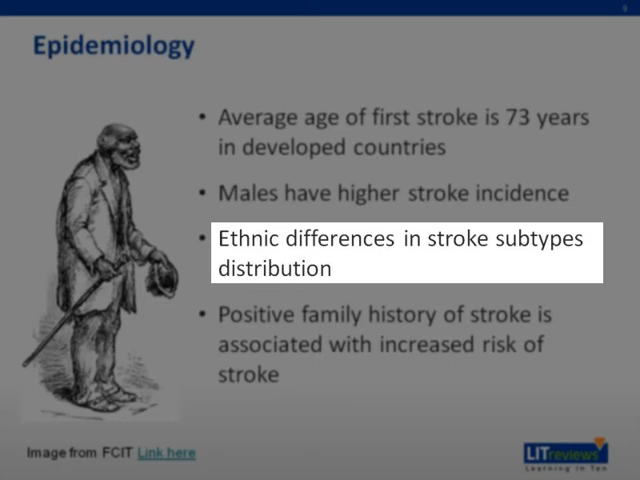 9
Epidemiology
• Average age of first stroke is 73 years
in developed countries
• Males have higher stroke incidence
• Ethnic differences in stroke subtypes
distribution
• Positive family history of stroke is
associated with increased risk of
stroke
Image from FCIT Link here
LITreviews
Learning in Ten